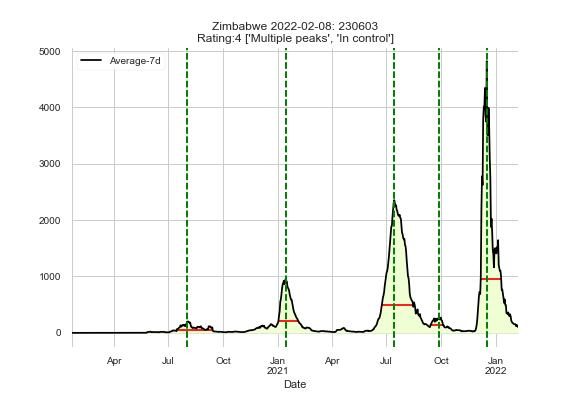 Zimbabwe 2022-02-08: 230603
Rating:4 ['Multiple peaks', 'In control']
5000
4000
3000
2000
1000
0
Average-7d
Apr
Jul
Oct
Jan
2021
Apr
Jul
Oct
Jan
2022
Date